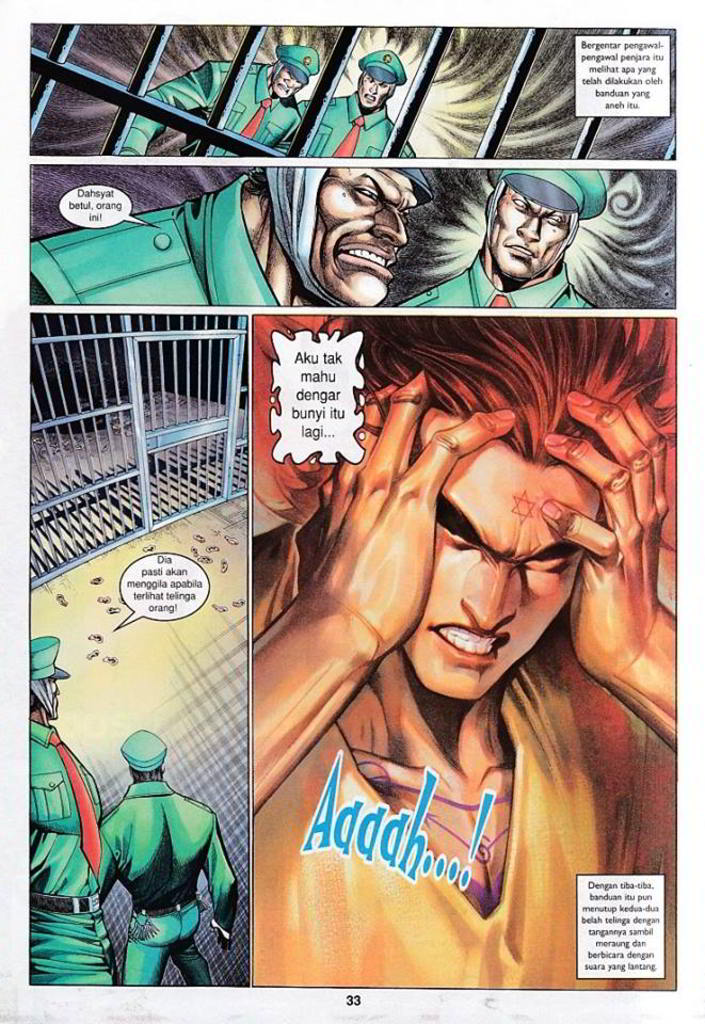 Bergentar pengawal-
pengawal penjara itu
melihat apa yang
telah dilakukan oleh
banduan yang
aneh itu.
Dahsyat
betul, orang
ini!
Dia
pasti akan
menggila apabila
terlihat telinga
orang!
Aku tak
mahu
dengar
bunyi itu
lagi...
Aaaah....!
Dengan tiba-tiba,
banduan itu pun
menutup kedua-dua
belah telinga dengan
tangannya sambil
meraung dan
berbicara dengan
suara yang lantang.
33